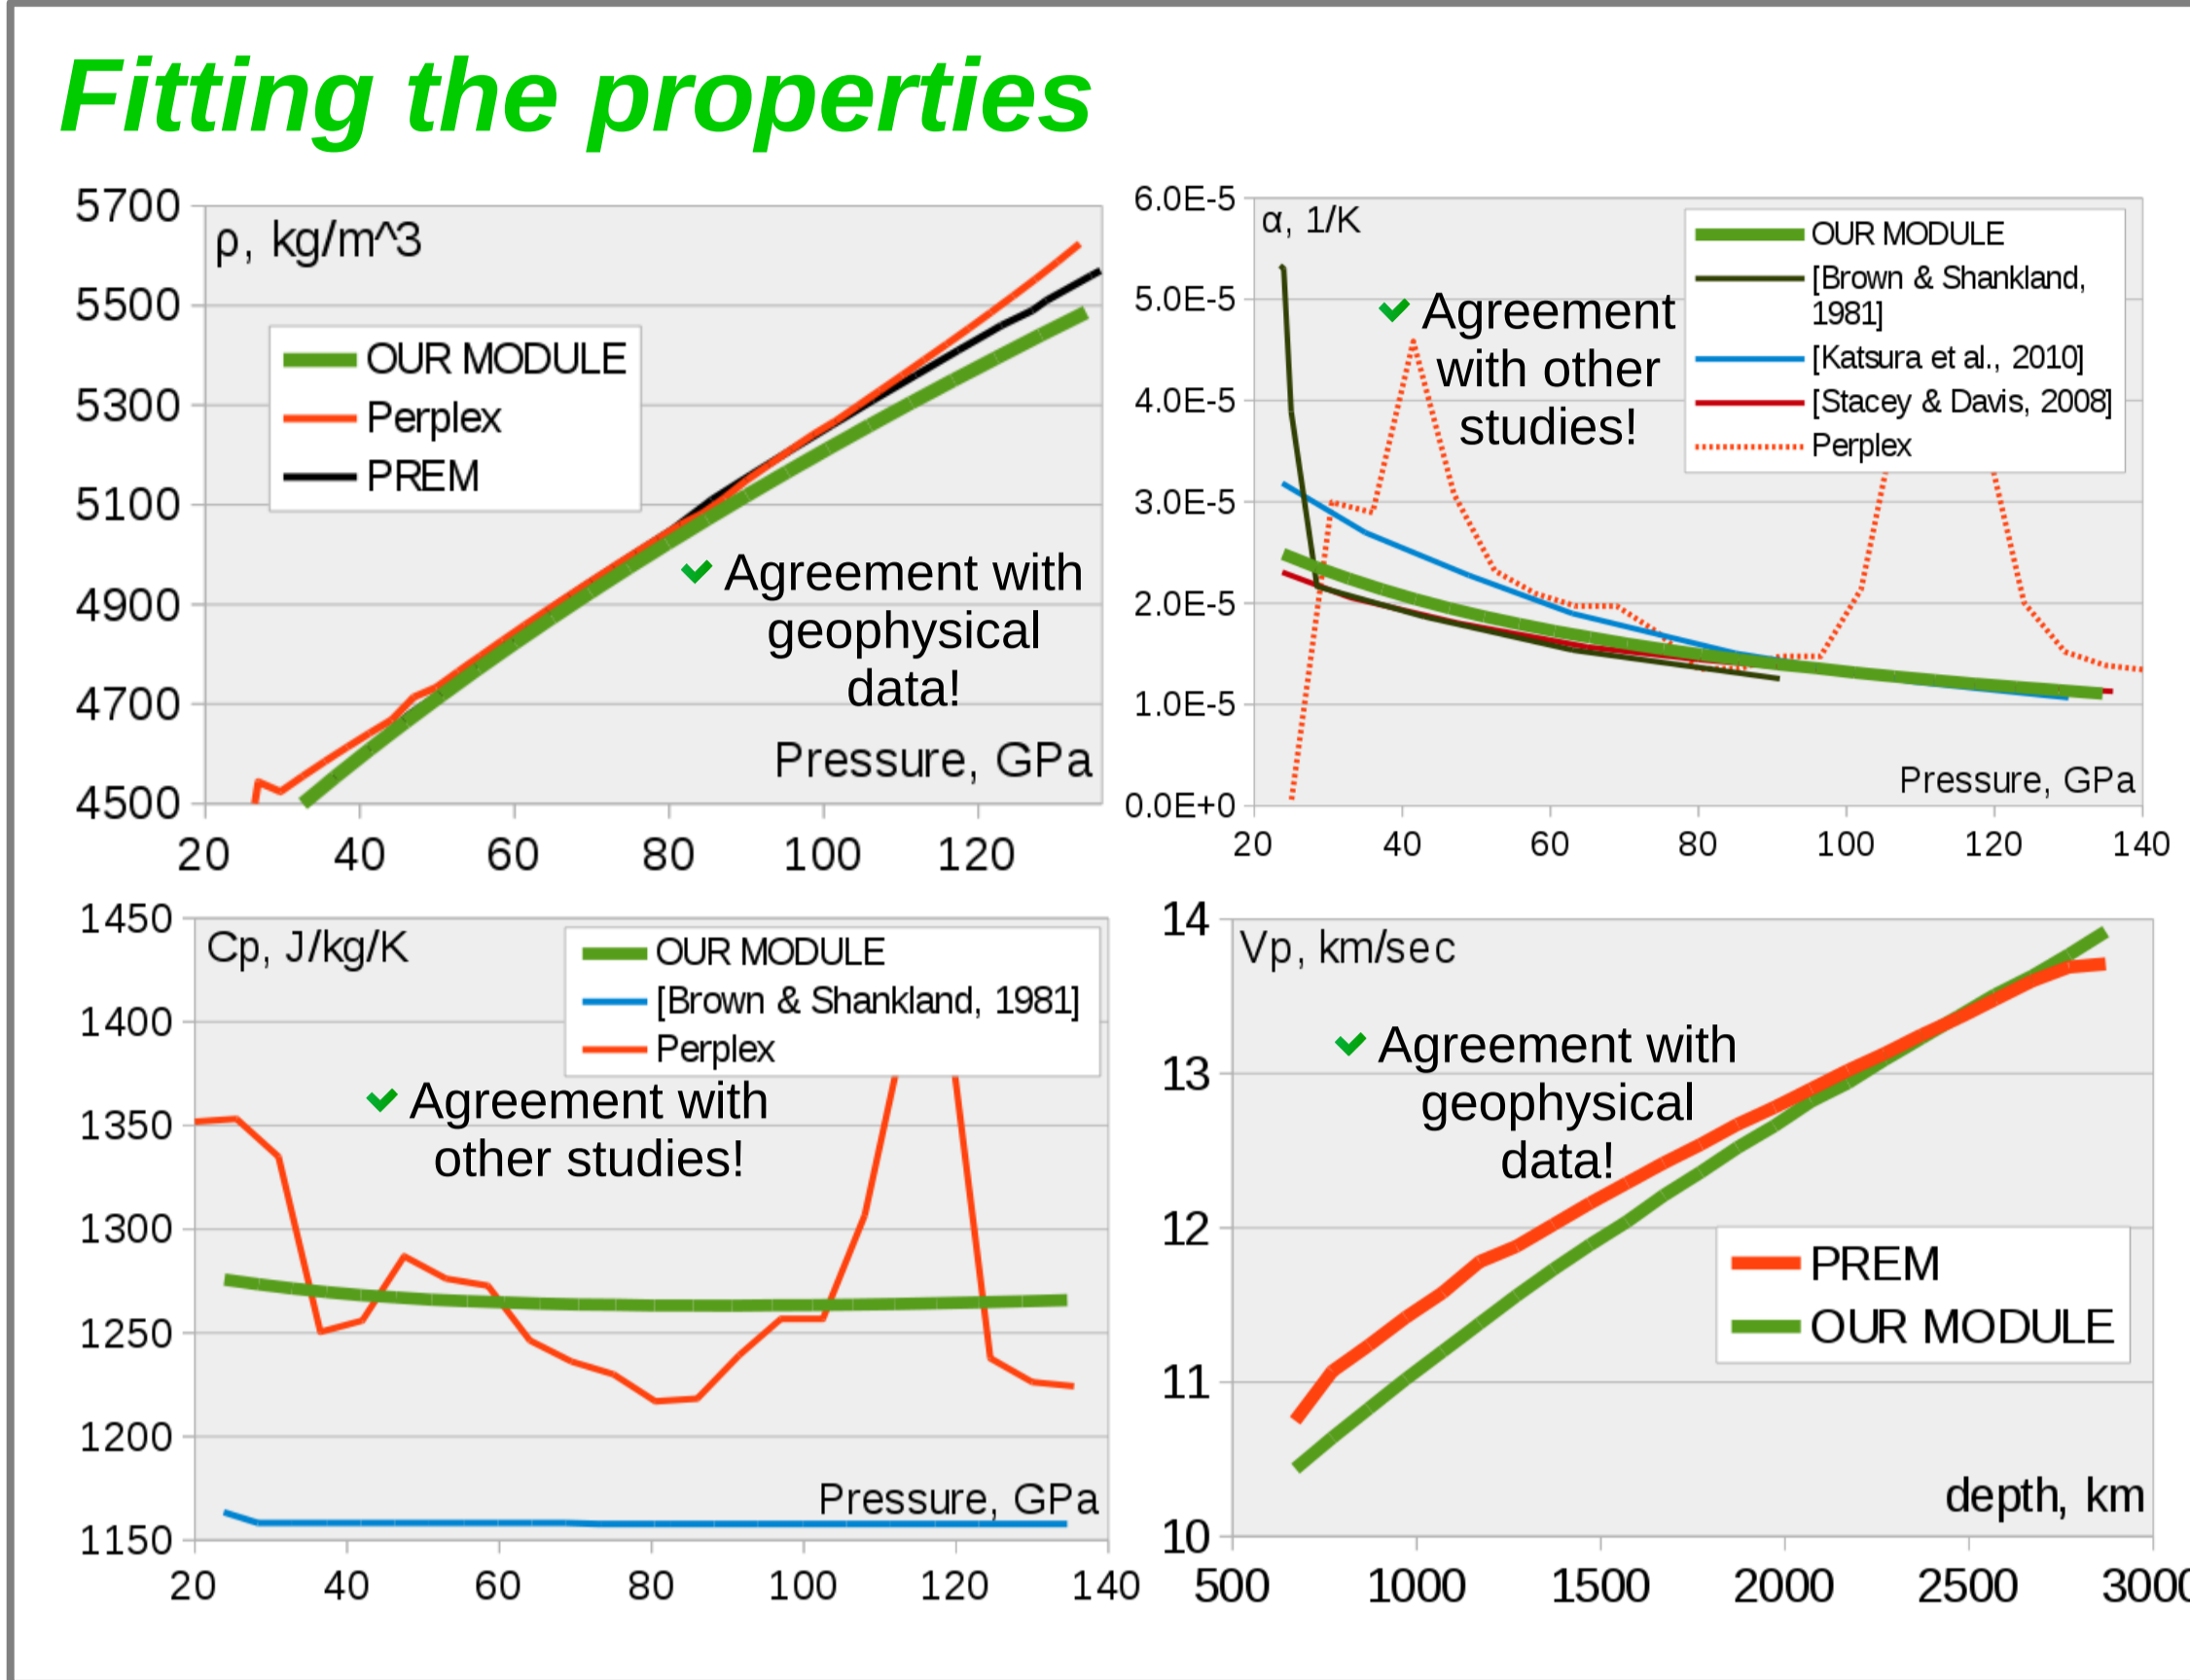 Fitting the properties
5700
5500
5300
5100
4900
4700
4500
ρ, kg/m^3
OUR MODULE
Perplex
PREM
Agreement with
geophysical
data!
Pressure, GPa
20 40 60 80 100 120
6.0E-5
5.0E-5
4.0E-5
3.0E-5
2.0E-5
1.0E-5
0.0E+0
α, 1/K
Agreement
with other
studies!
OUR MODULE
[Brown & Shankland,
1981]
[Katsura et al., 2010]
[Stacey & Davis, 2008]
Perplex
Pressure, GPa
20 40 60 80 100 120 140
1450
1400
1350
1300
1250
1200
1150
Cp, J/kg/K
OUR MODULE
[Brown & Shankland, 1981]
Perplex
Agreement with
other studies!
Pressure, GPa
20 40 60 80 100 120 140
14
13
12
11
10
Vp, km/sec
Agreement with
geophysical
data!
PREM
OUR MODULE
depth, km
500 1000 1500 2000 2500 3000